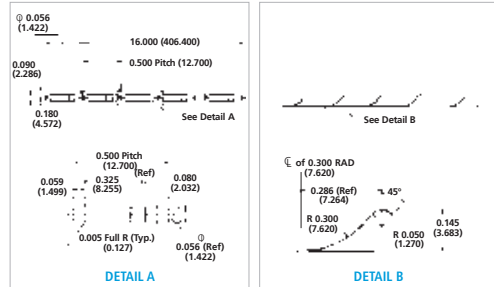 ⌽ 0.056
(1.422)
16.000 (406.400)
0.090
(2.286)
0.500 Pitch (12.700)
0.180
(4.572)
See Detail A
0.500 Pitch
(12.700)
(Ref)
0.059
(1.499)
0.325
(8.255)
0.080
(2.032)
0.005 Full R (Typ.)
(0.127)
⌽
0.056 (Ref)
(1.422)
DETAIL A
See Detail B
℄ of 0.300 RAD
(7.620)
0.286 (Ref)
(7.264)
45°
R 0.300
(7.620)
R 0.050
(1.270)
0.145
(3.683)
DETAIL B